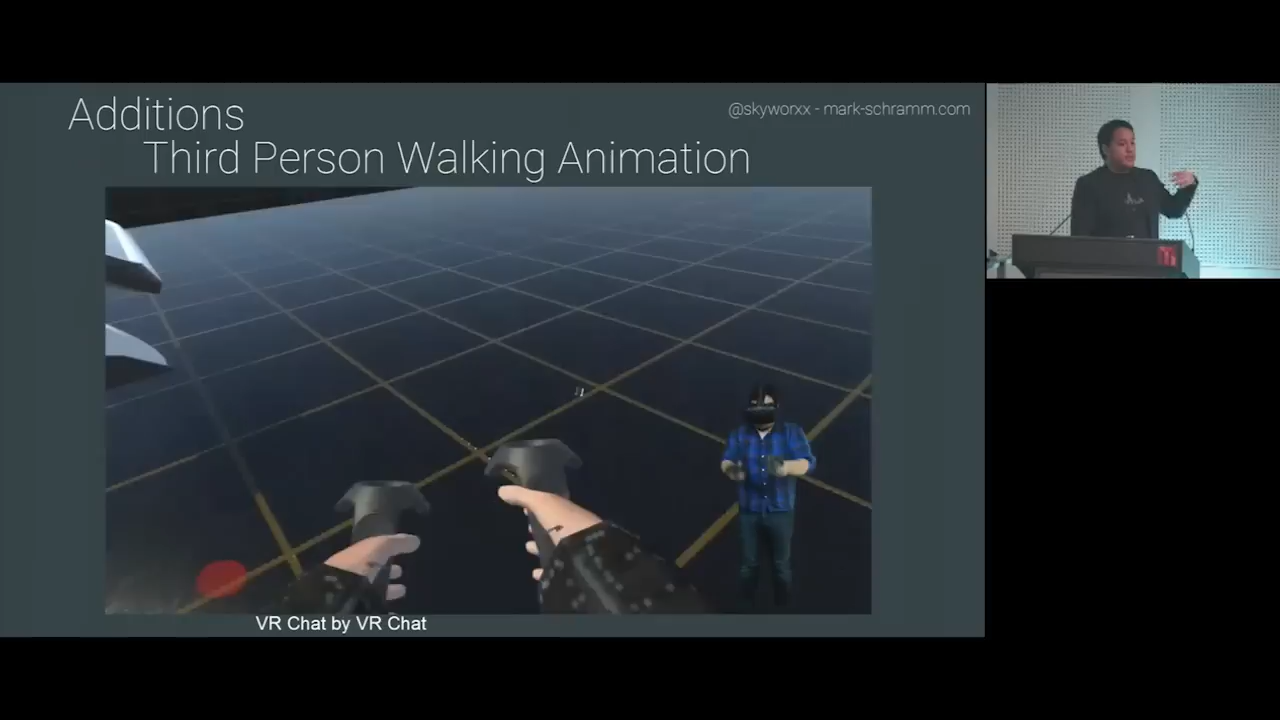 Additions
@skyworxx - mark-schramm.com
Third Person Walking Animation
VR Chat by VR Chat